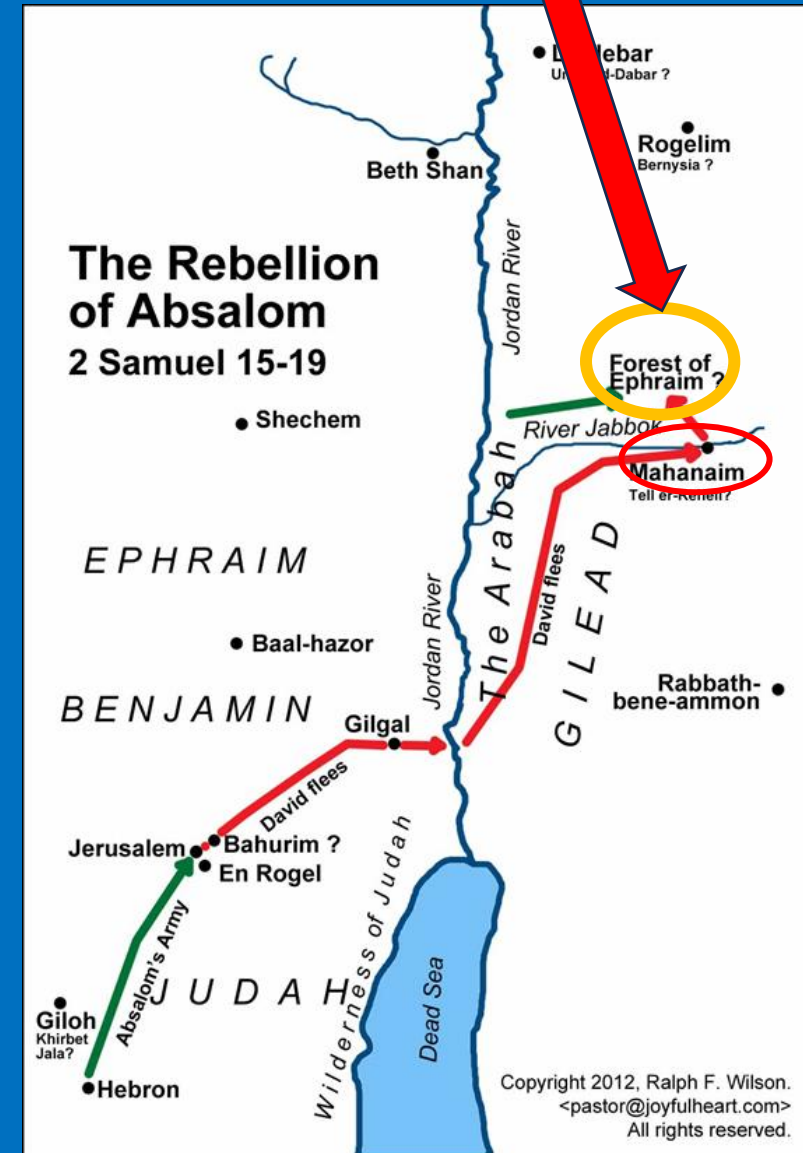 Rogelim
Bernysia ?
Beth Shan
The Rebellion
of Absalom
2 Samuel 15-19
Jordan River
Forest of
Ephraim ?
Shechem
River Jabbok
Mahanaim
The Arabah
EPHRAIM
GILEAD
David flees
Jordan River
Baal-hazor
Rabbath-
bene-ammon
BENJAMIN
Gilgal
David flees
Jerusalem
Bahurim ?
En Rogel
Absalom's Army
JUDAH
Wilderness of Judah
Dead Sea
Giloh
Khirbet
Jala?
Hebron
Copyright 2012, Ralph F. Wilson.
<pastor@joyfulheart.com>
All rights reserved.